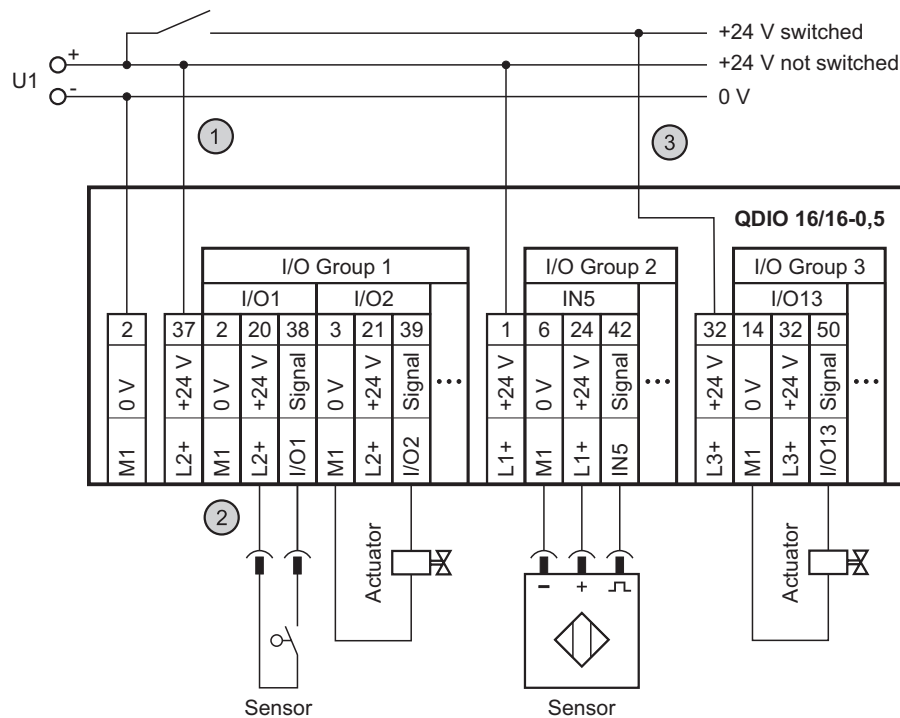 +24 V switched
+
U1
+24 V not switched
-
0 V
1
3
QDIO 16/16-0,5
I/O Group 1
I/O Group 2
I/O Group 3
I/O1
I/O2
IN5
I/O13
2
37
2
20
38
3
21
39
1
6
24
42
32
14
32
50
0 V
+24 V
0 V
+24 V
Signal
0 V
+24 V
Signal
...
+24 V
0 V
+24 V
Signal
...
+24 V
0 V
+24 V
Signal
...
M1
L2+
M1
L2+
I/O1
M1
L2+
I/O2
L1+
M1
L1+
IN5
L3+
M1
L3+
I/O13
2
Actuator
- +
Actuator
Sensor
Sensor